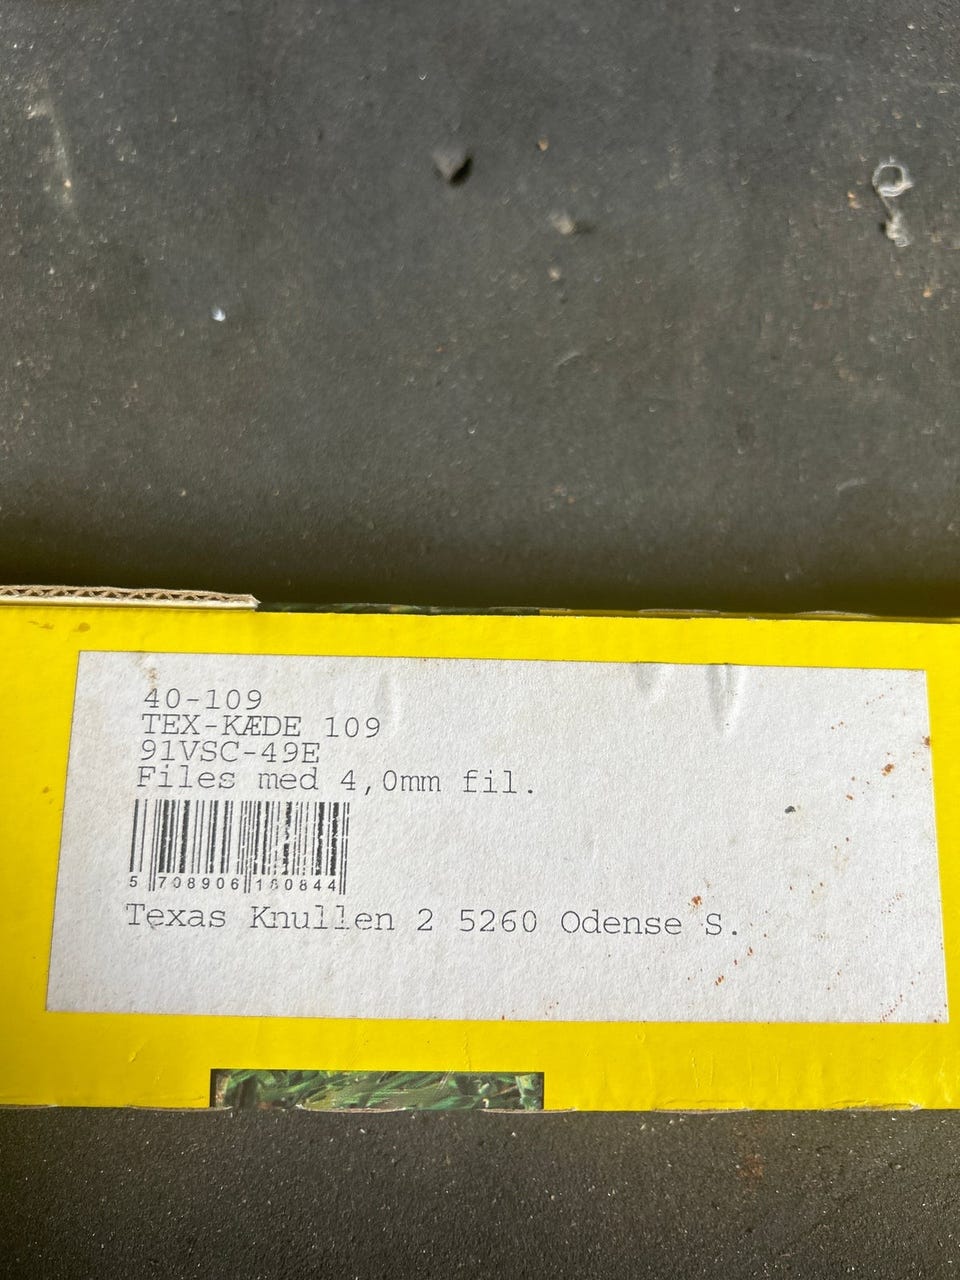 40-109
TEX-KÆDE 109
91VSC-49E
Files med 4,0mm fil.
5 708906 180844
Texas Knullen 2 5260 Odense S.